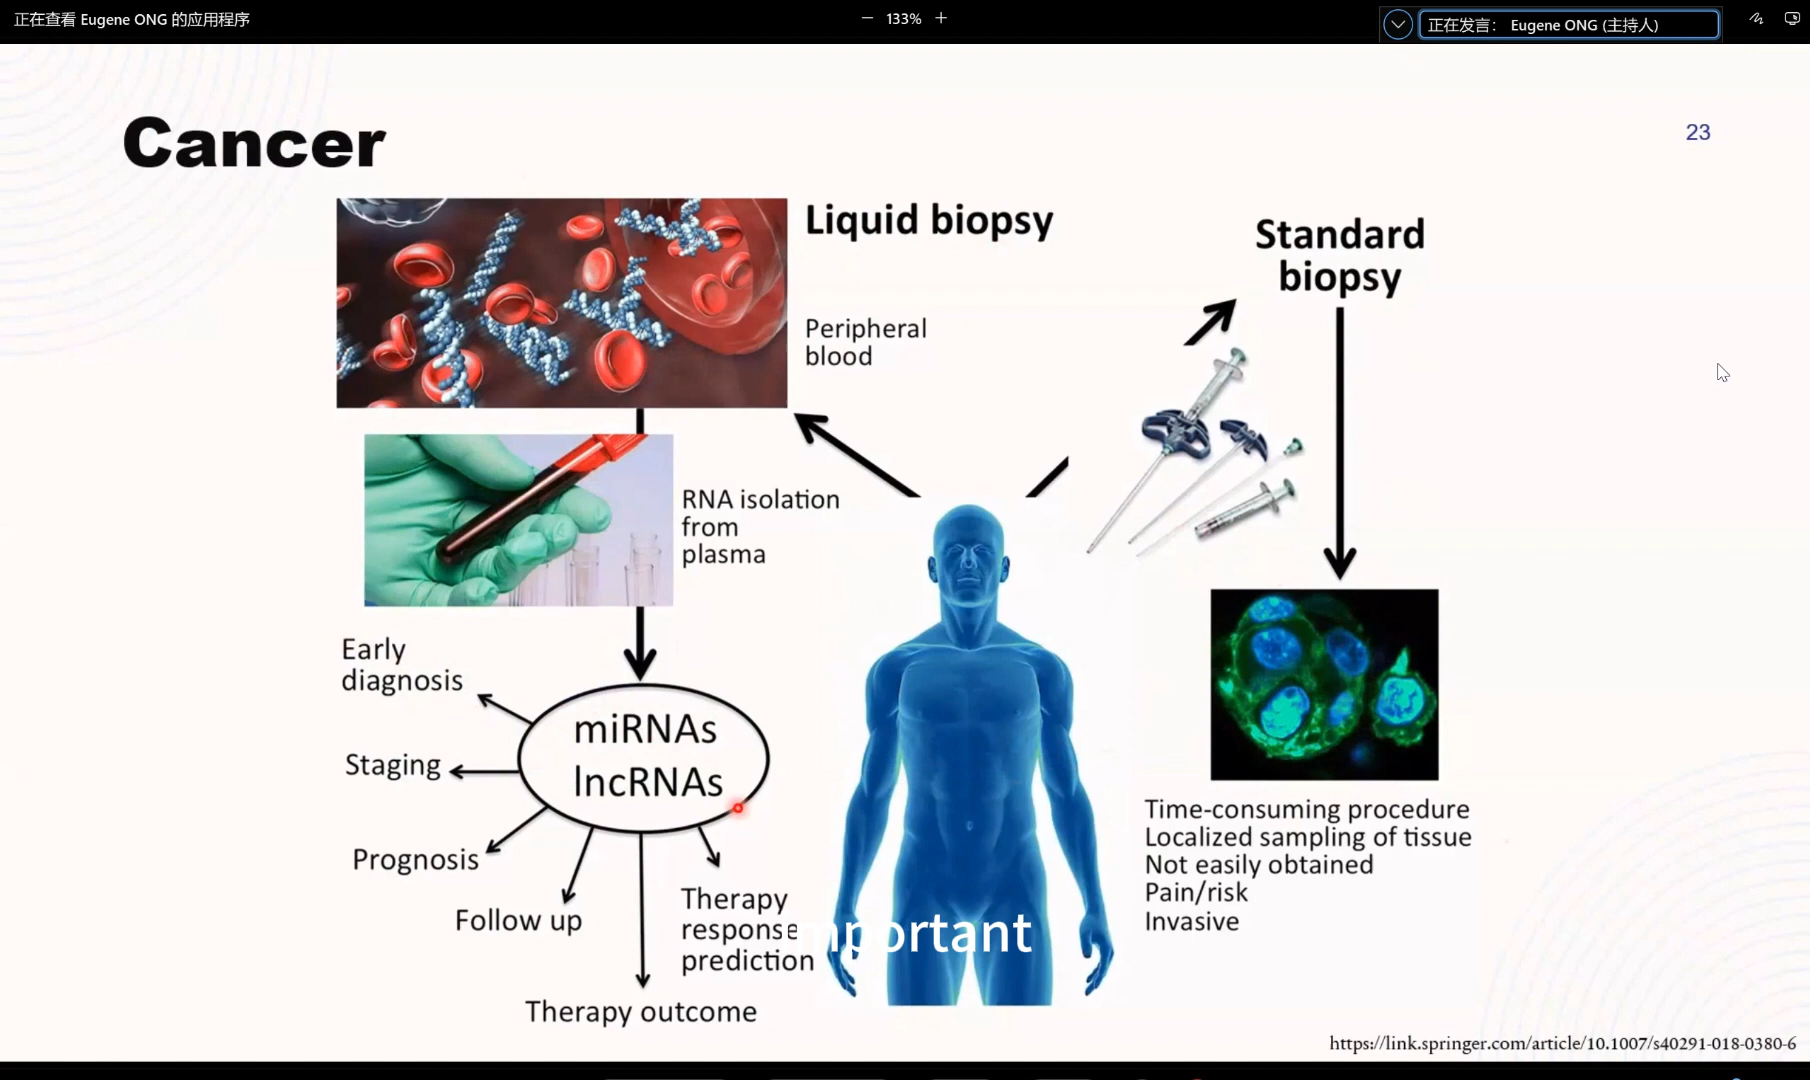 正在查看 Eugene ONG 的应用程序
133%
正在发言： Eugene ONG (主持人)
Cancer
23
Liquid biopsy
Peripheral
blood
Standard
biopsy
RNA isolation
from
plasma
Early
diagnosis
miRNAs
lncRNAs
Staging
Prognosis
Follow up
Therapy
response
prediction
Therapy outcome
important
Time-consuming procedure
Localized sampling of tissue
Not easily obtained
Pain/risk
Invasive
https://link.springer.com/article/10.1007/s40291-018-0380-6